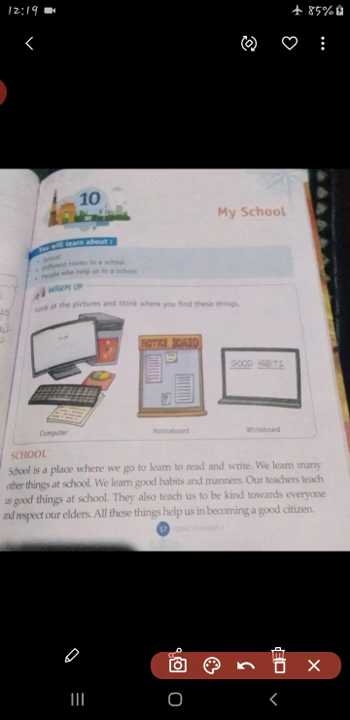 12:19
85%
10
My School
You will learn about :
• School
• Different rooms in a school
• People who help us in a school
WARM UP
Look at the pictures and think where you find these things.
NOTICE BOARD
GOOD HABITS
Computer
Noticeboard
Whiteboard
SCHOOL
School is a place where we go to learn to read and write. We learn many
other things at school. We learn good habits and manners. Our teachers teach
us good things at school. They also teach us to be kind towards everyone
and respect our elders. All these things help us in becoming a good citizen.
57